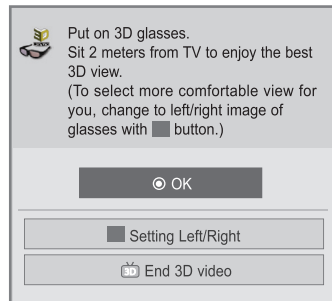 Put on 3D glasses.
Sit 2 meters from TV to enjoy the best
3D view.
(To select more comfortable view for
you, change to left/right image of
glasses with button.)
OK
Setting Left/Right
3D End 3D video